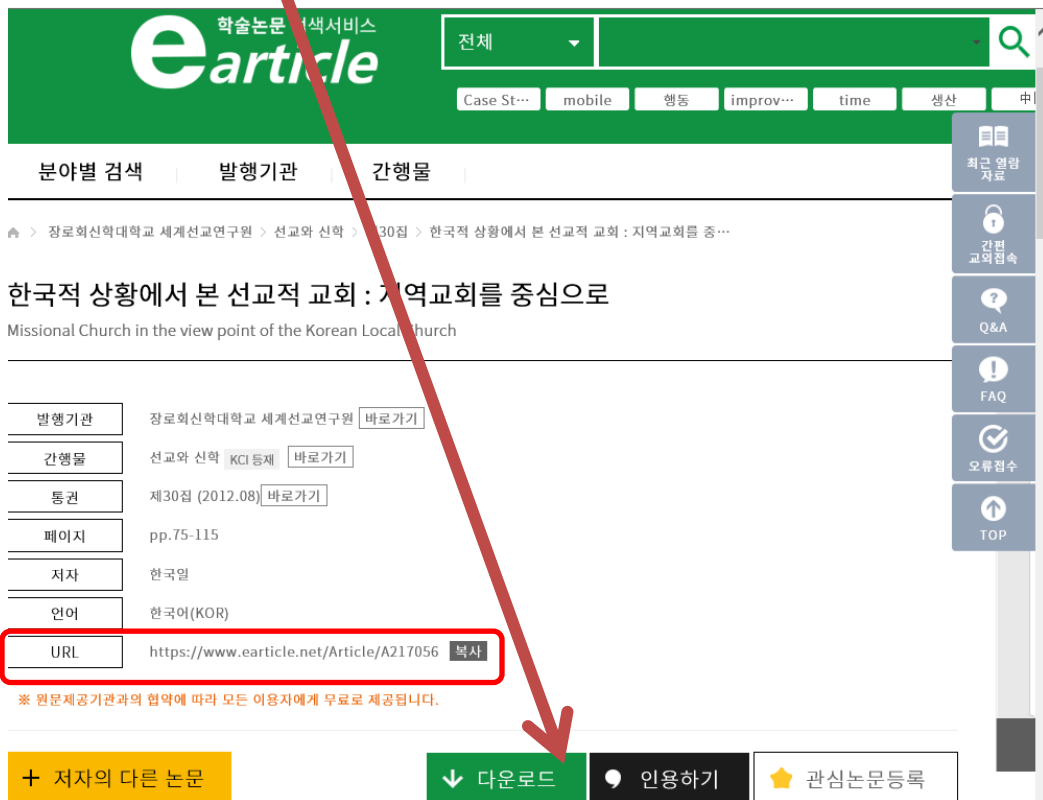 학술논문 검색서비스
earticle
전체
Case St··· mobile 행동 improv··· time 생산 中
최근 열람
자료
간편
교외접속
Q&A
FAQ
오류접수
TOP
분야별 검색 발행기관 간행물
> 장로회신학대학교 세계선교연구원 > 선교와 신학 > 제30집 > 한국적 상황에서 본 선교적 교회 : 지역교회를 중···
한국적 상황에서 본 선교적 교회 : 지역교회를 중심으로
Missional Church in the view point of the Korean Local Church
발행기관 장로회신학대학교 세계선교연구원 바로가기
간행물 선교와 신학 KCI 등재 바로가기
통권 제30집 (2012.08) 바로가기
페이지 pp.75-115
저자 한국일
언어 한국어(KOR)
URL https://www.earticle.net/Article/A217056 복사
※ 원문제공기관과의 협약에 따라 모든 이용자에게 무료로 제공됩니다.
+ 저자의 다른 논문 다운로드 인용하기 관심논문등록